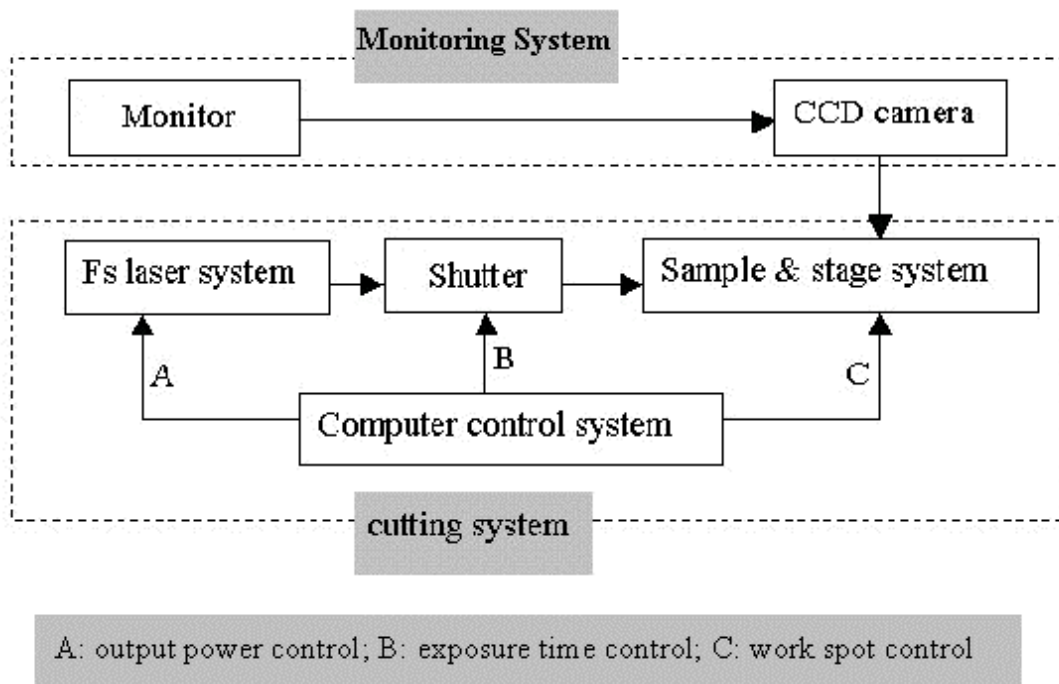 Monitoring System
Monitor
CCD camera
Fs laser system
Shutter
Sample & stage system
A
B
C
Computer control system
cutting system
A: output power control; B: exposure time control; C: work spot control